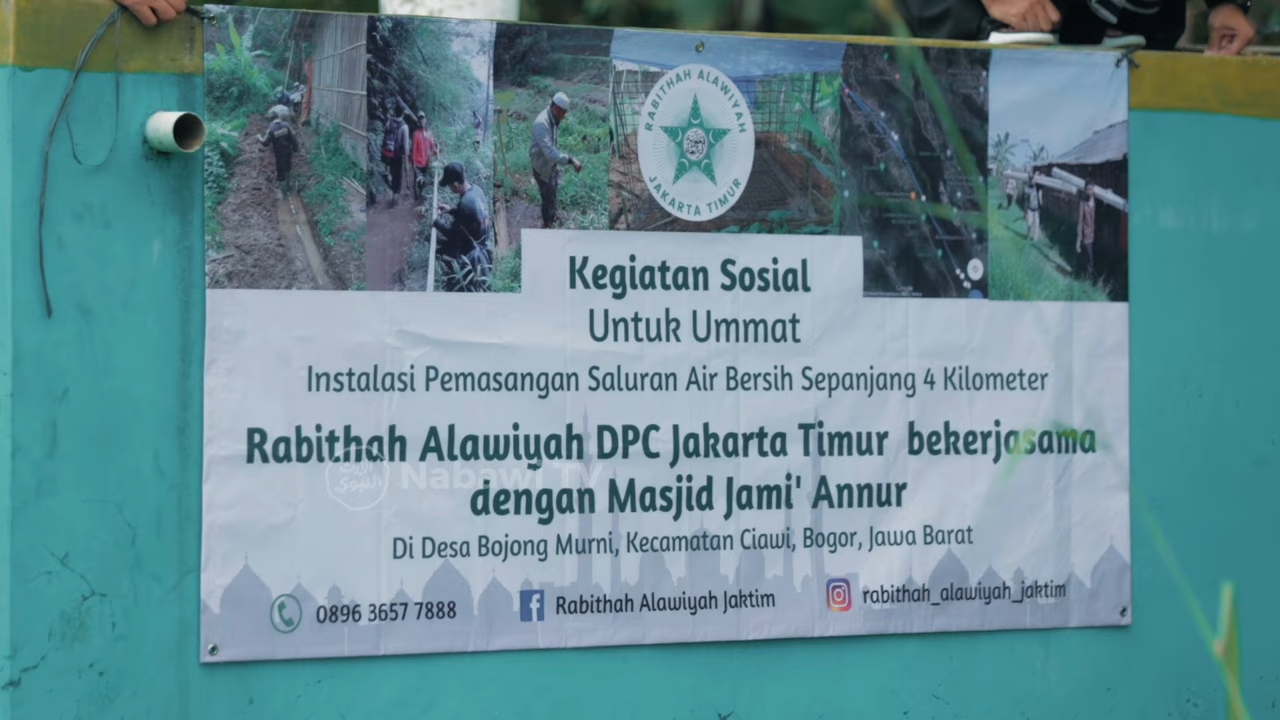 RABITHAH ALAWIYAH
JAKARTA TIMUR
Kegiatan Sosial
Untuk Ummat
Instalasi Pemasangan Saluran Air Bersih Sepanjang 4 Kilometer
Rabithah Alawiyah DPC Jakarta Timur bekerjasama
dengan Masjid Jami' Annur
Nabawi TV
Di Desa Bojong Murni, Kecamatan Ciawi, Bogor, Jawa Barat
0896 3657 7888
Rabithah Alawiyah Jaktim
rabithah_alawiyah_jaktim